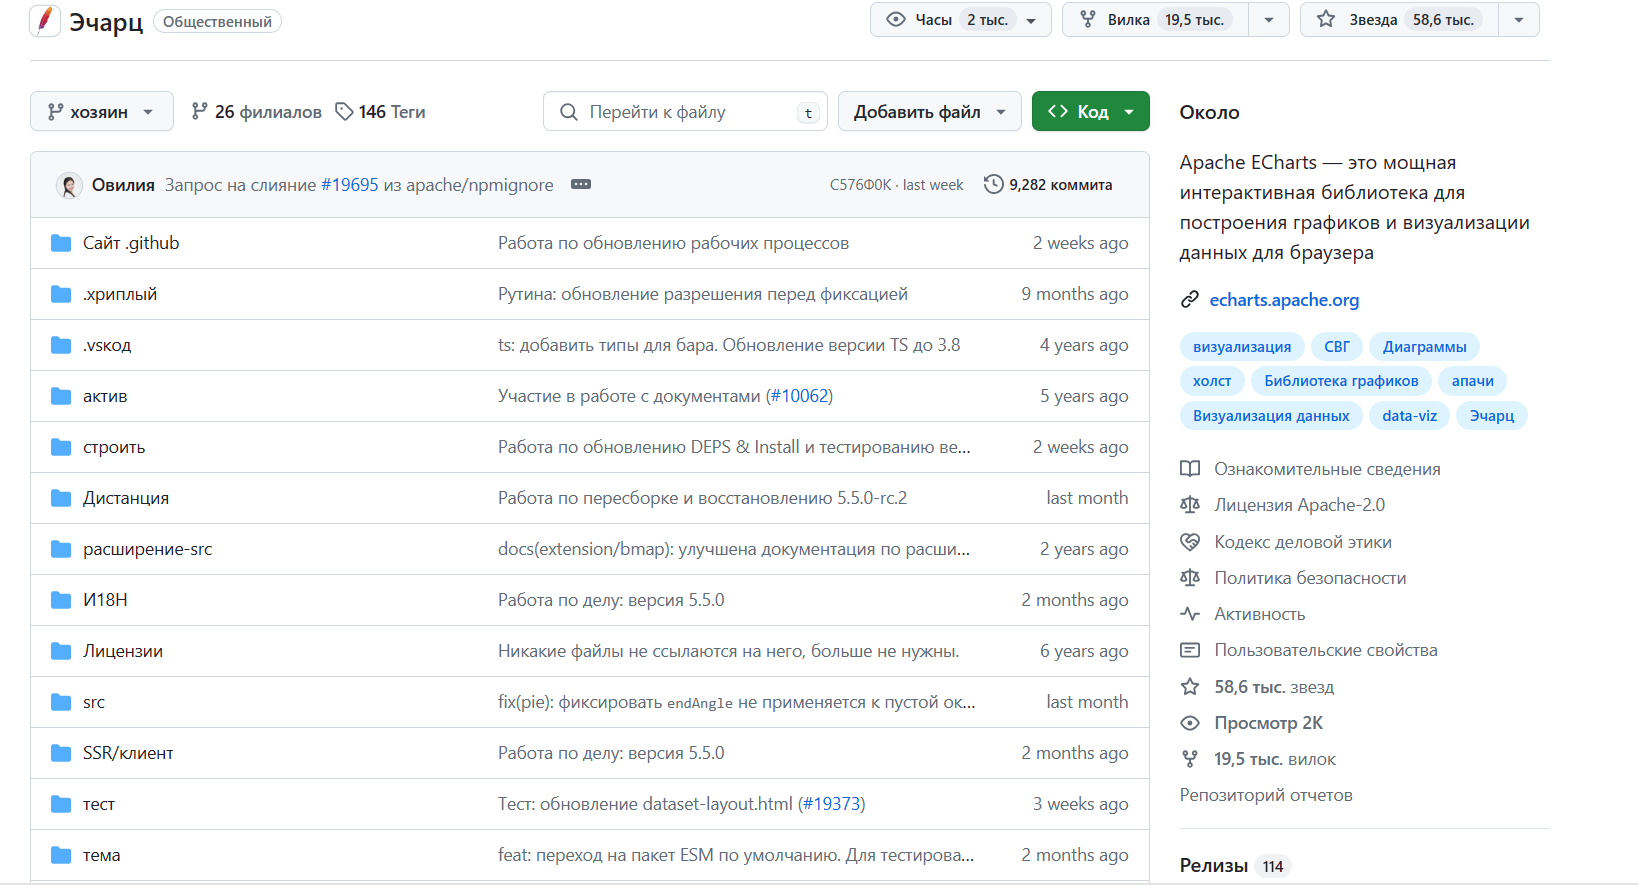 Эчарц Общественный Часы 2 тыс. Вилка 19,5 тыс. Звезда 58,6 тыс.
хозяин 26 филиалов 146 Теги Перейти к файлу t Добавить файл Код
Овилия Запрос на слияние #19695 из apache/npmignore C576Ф0K · last week 9,282 коммита
Сайт .github Работа по обновлению рабочих процессов 2 weeks ago
.хриплый Рутина: обновление разрешения перед фиксацией 9 months ago
.vsкод ts: добавить типы для бара. Обновление версии TS до 3.8 4 years ago
актив Участие в работе с документами (#10062) 5 years ago
строить Работа по обновлению DEPS & Install и тестированию ве... 2 weeks ago
Дистанция Работа по пересборке и восстановлению 5.5.0-rc.2 last month
расширение-src docs(extension/bmap): улучшена документация по расши... 2 years ago
И18Н Работа по делу: версия 5.5.0 2 months ago
Лицензии Никакие файлы не ссылаются на него, больше не нужны. 6 years ago
src fix(pie): фиксировать endAngle не применяется к пустой ок... last month
SSR/клиент Работа по делу: версия 5.5.0 2 months ago
тест Тест: обновление dataset-layout.html (#19373) 3 weeks ago
тема feat: переход на пакет ESM по умолчанию. Для тестирова... 2 months ago
Около
Apache ECharts — это мощная
интерактивная библиотека для
построения графиков и визуализации
данных для браузера
echarts.apache.org
визуализация СВГ Диаграммы
холст Библиотека графиков апачи
Визуализация данных data-viz Эчарц
Ознакомительные сведения
Лицензия Apache-2.0
Кодекс деловой этики
Политика безопасности
Активность
Пользовательские свойства
58,6 тыс. звезд
Просмотр 2K
19,5 тыс. вилок
Репозиторий отчетов
Релизы 114